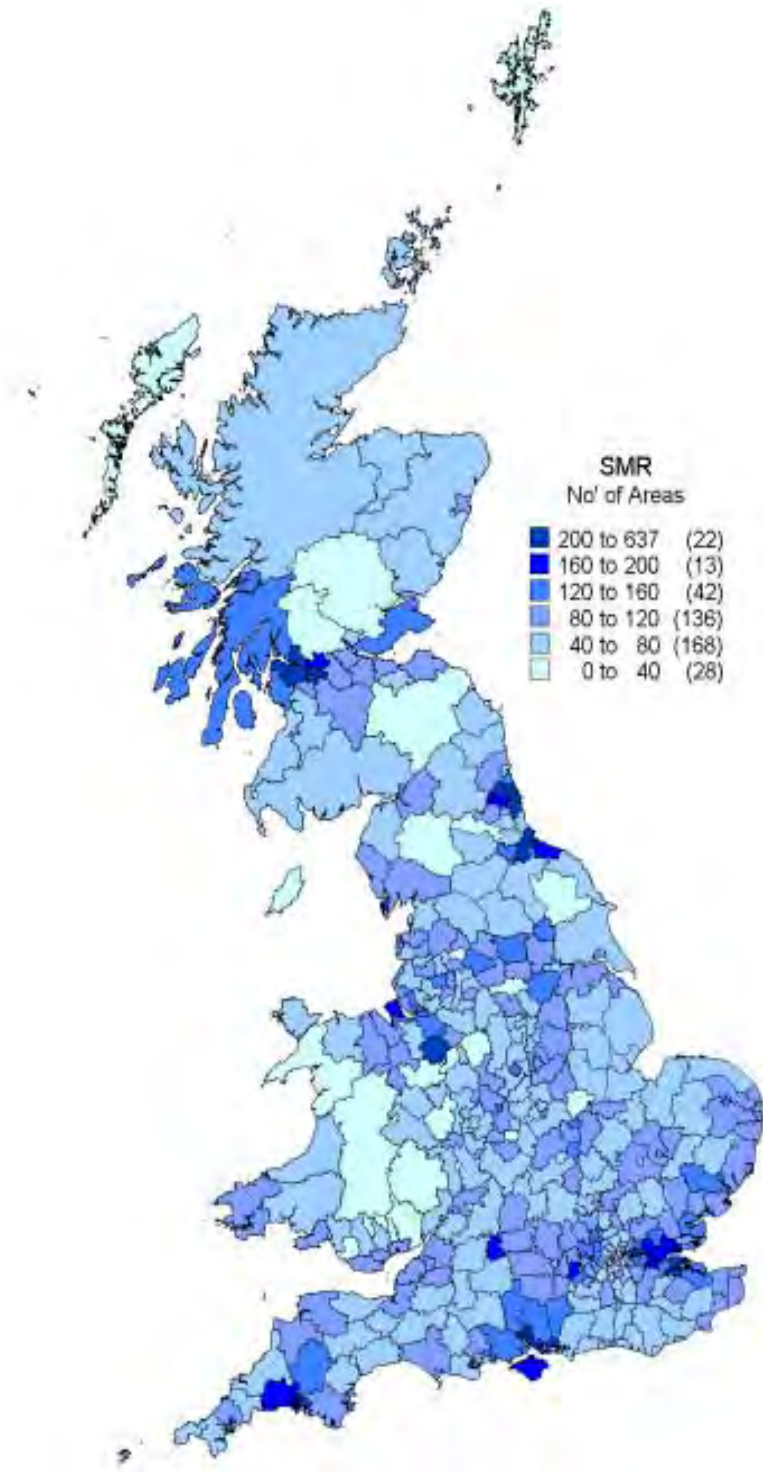 SMR
No' of Areas
200 to 637 (22)
160 to 200 (13)
120 to 160 (42)
80 to 120 (136)
40 to 80 (168)
0 to 40 (28)